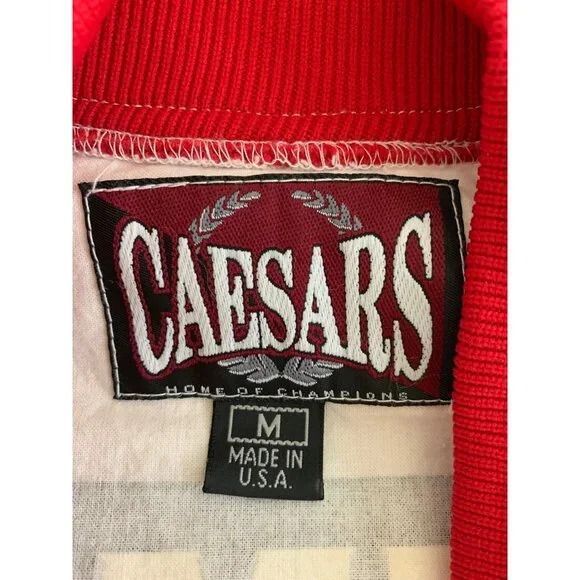 CAESARS
HOME OF CHAMPIONS
M
MADE IN
U.S.A.